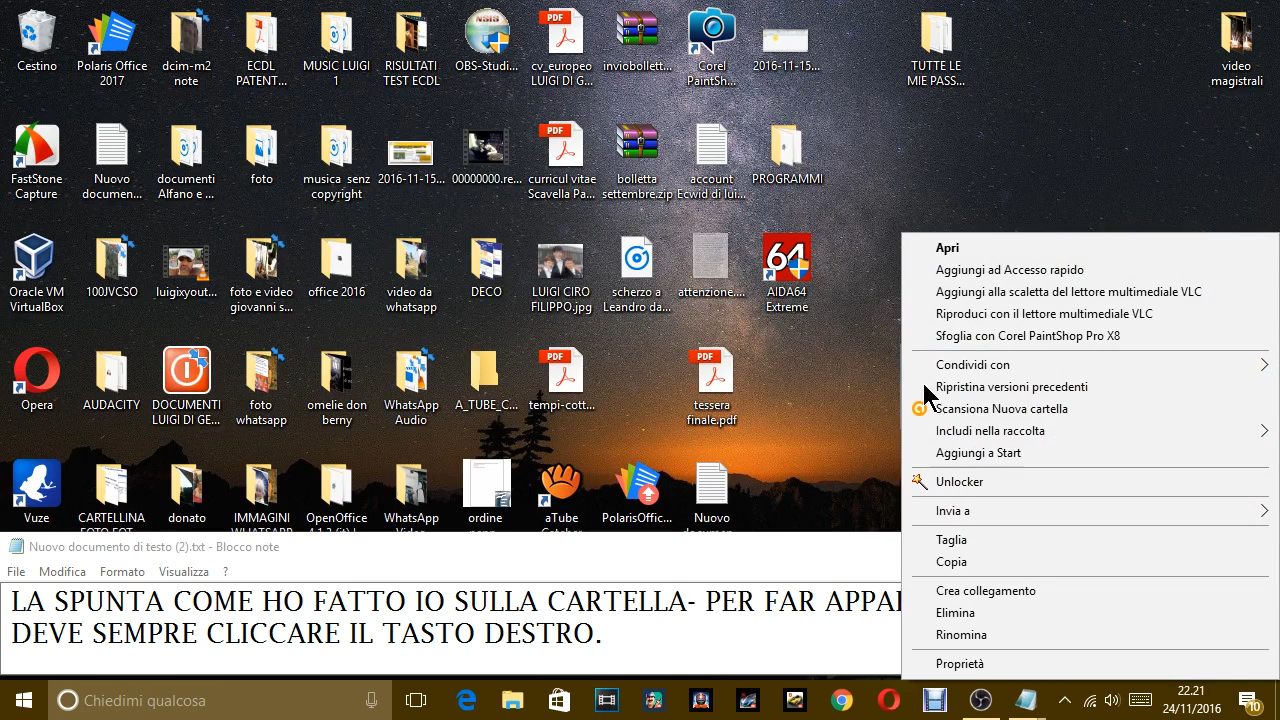 Cestino
Polaris Office
2017
dcim-m2
note
ECDL
PATENT...
MUSIC LUIGI
1
RISULTATI
TEST ECDL
NSIS
OBS-Studi...
PDF
cv_europeo
LUIGI DI G...
inviobollett...
Corel
PaintSh...
2016-11-15...
TUTTE LE
MIE PASS...
video
magistrali
FastStone
Capture
Nuovo
documen...
documenti
Alfano e ...
foto
musica senz
copyright
2016-11-15...
00000000.re...
PDF
curricul vitae
Scavella Pa...
bolletta
settembre.zip
account
Ecwid di lui...
PROGRAMMI
Oracle VM
VirtualBox
100JVCSO
luigixyout...
foto e video
giovanni s...
office 2016
video da
whatsapp
DECO
LUIGI CIRO
FILIPPO.jpg
scherzo a
Leandro da...
attenzione....
64
AIDA64
Extreme
Opera
AUDACITY
DOCUMENTI
LUIGI DI GE...
foto
whatsapp
omelie don
berny
WhatsApp
Audio
A_TUBE_C...
PDF
tempi-cott...
PDF
tessera
finale.pdf
Vuze
CARTELLINA
donato
IMMAGINI
OpenOffice
WhatsApp
Video
ordine
aTube
Catcher
PolarisOffic...
Nuovo
Apri
Aggiungi ad Accesso rapido
Aggiungi alla scaletta del lettore multimediale VLC
Riproduci con il lettore multimediale VLC
Sfoglia con Corel PaintShop Pro X8
Condividi con
Ripristina versioni precedenti
Scansiona Nuova cartella
Includi nella raccolta
Aggiungi a Start
Unlocker
Invia a
Taglia
Copia
Crea collegamento
Elimina
Rinomina
Proprietà
Nuovo documento di testo (2).txt - Blocco note
File Modifica Formato Visualizza ?
LA SPUNTA COME HO FATTO IO SULLA CARTELLA- PER FAR APPA
DEVE SEMPRE CLICCARE IL TASTO DESTRO.
Chiedimi qualcosa
22.21
24/11/2016
10